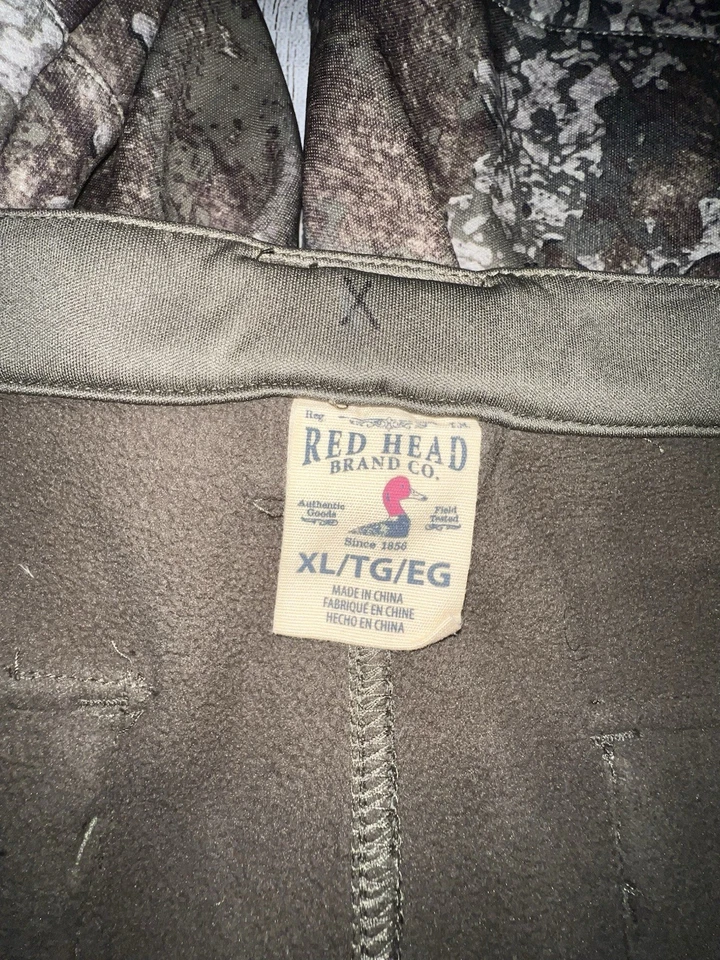 X
Reg.
RED HEAD
BRAND CO.
Authentic
Goods
Field
Tested
Since 1856
XL/TG/EG
MADE IN CHINA
FABRIQUÉ EN CHINE
HECHO EN CHINA